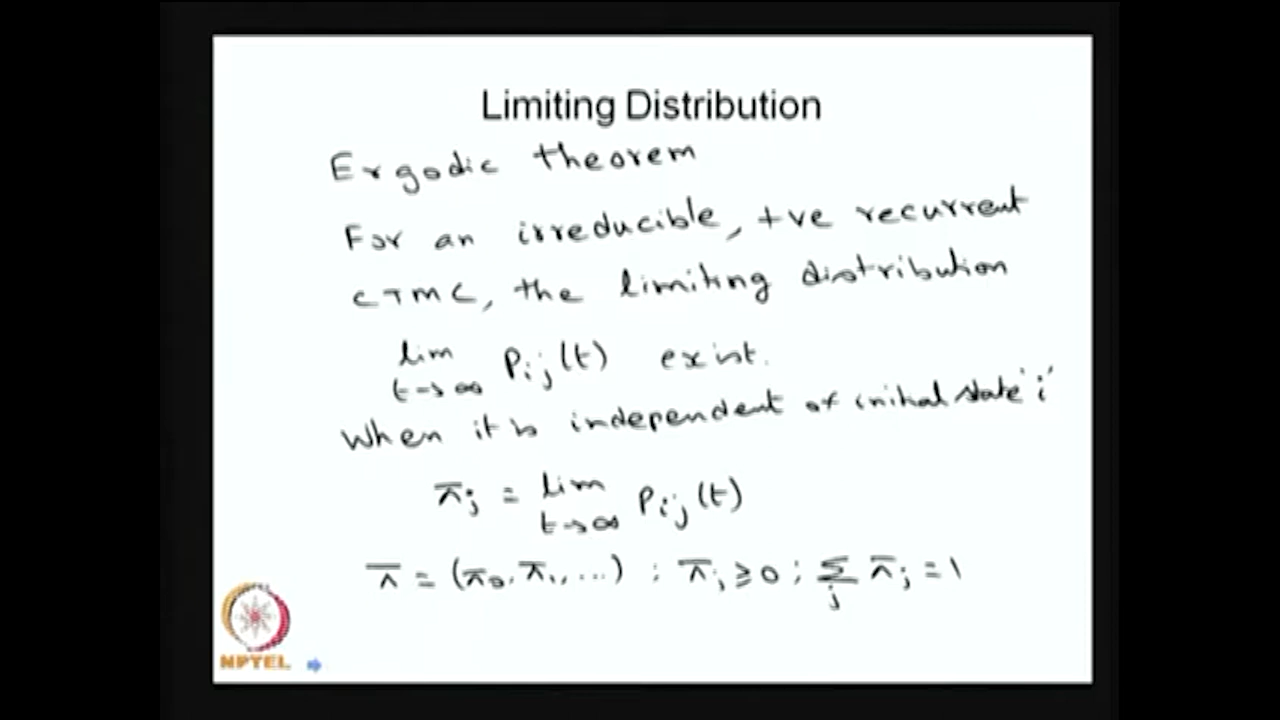 Limiting Distribution
Ergodic theorem
For an irreducible, +ve recurrent
CTMC, the limiting distribution
lim t→∞ Pij(t) exist.
When it is independent of initial state 'i'
πj = lim t→∞ Pij(t)
π = (π0, π1, ...) ; πj ≥ 0 ; Σj πj = 1
NPTEL